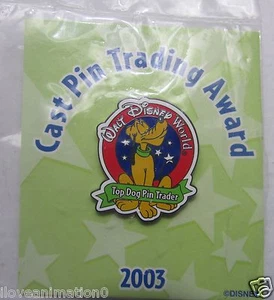 Cast Pin Trading Award
Walt Disney World
Top Dog Pin Trader
2003
©DISNEY
iloveanimation0